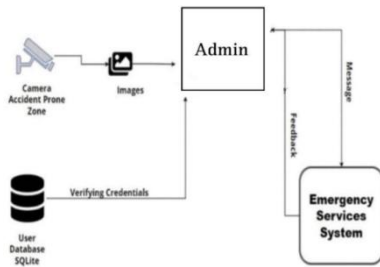 Admin
Camera
Accident Prone
Zone
Images
Message
Feedback
Verifying Credentials
User
Database
SQLite
Emergency
Services
System